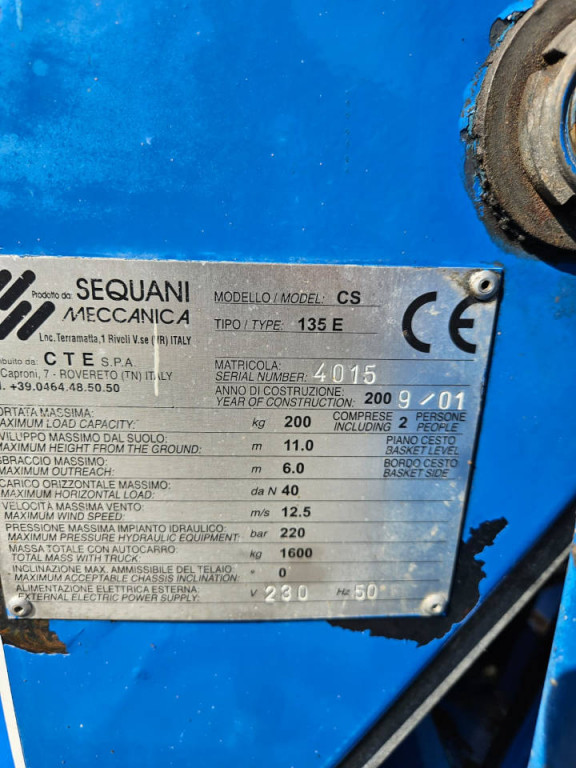 Prodotto da: SEQUANI
MECCANICA
Loc. Terramatta, 1 Rivoli V.se (VR) ITALY
CTE S.P.A.
Caproni, 7 - ROVERETO (TN) ITALY
+39.0464.48.50.50
MODELLO / MODEL: CS
TIPO / TYPE: 135 E
CE
MATRICOLA:
SERIAL NUMBER: 4015
ANNO DI COSTRUZIONE:
YEAR OF CONSTRUCTION: 2009/01
PORTATA MASSIMA:
MAXIMUM LOAD CAPACITY: kg 200 COMPRESE INCLUDING 2 PERSONE PEOPLE
SVILUPPO MASSIMO DAL SUOLO:
MAXIMUM HEIGHT FROM THE GROUND: m 11.0 PIANO CESTO BASKET LEVEL
SBRACCIO MASSIMO:
MAXIMUM OUTREACH: m 6.0 BORDO CESTO BASKET SIDE
CARICO ORIZZONTALE MASSIMO:
MAXIMUM HORIZONTAL LOAD: da N 40
VELOCITA MASSIMA VENTO:
MAXIMUM WIND SPEED: m/s 12.5
PRESSIONE MASSIMA IMPIANTO IDRAULICO:
MAXIMUM PRESSURE HYDRAULIC EQUIPMENT: bar 220
MASSA TOTALE CON AUTOCARRO:
TOTAL MASS WITH TRUCK: kg 1600
INCLINAZIONE MAX. AMMISSIBILE DEL TELAIO:
MAXIMUM ACCEPTABLE CHASSIS INCLINATION: ° 0
ALIMENTAZIONE ELETTRICA ESTERNA:
EXTERNAL ELECTRIC POWER SUPPLY: V 230 Hz 50